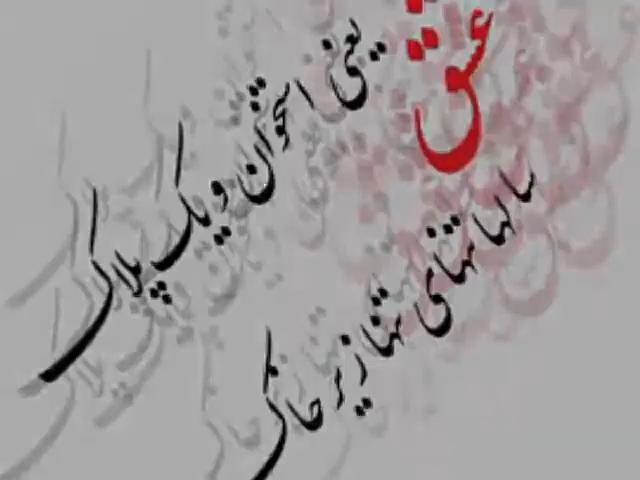 عشق یعنی استخوان و یک پلاک
سالها تنهای تنها زیر خاک